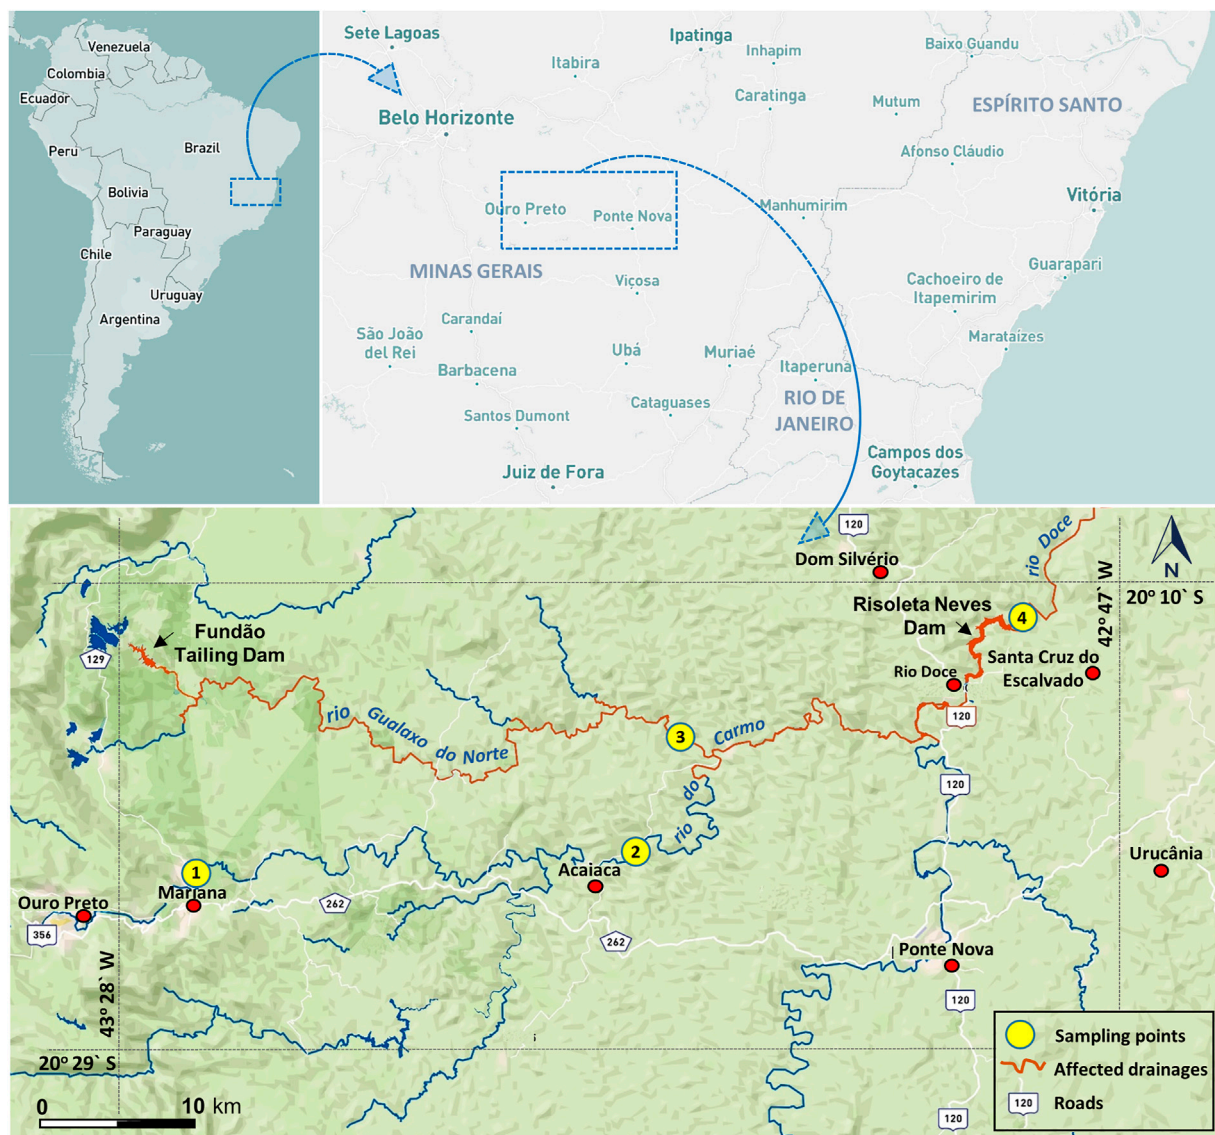 Venezuela
Colombia
Ecuador
Peru
Brazil
Bolivia
Paraguay
Chile
Uruguay
Argentina
Sete Lagoas
Ipatinga
Inhapim
Baixo Guandu
Itabira
Caratinga
Mutum
ESPÍRITO SANTO
Belo Horizonte
Afonso Cláudio
Vitória
Ouro Preto
Ponte Nova
Manhumirim
MINAS GERAIS
Viçosa
Guarapari
Cachoeiro de
Itapemirim
Carandaí
São João
del Rei
Marataízes
Ubá
Muriaé
Itaperuna
Barbacena
RIO DE
JANEIRO
Santos Dumont
Cataguases
Juiz de Fora
Campos dos
Goytacazes
120
rio Doce
N
Dom Silvério
42º 47` W
20º 10` S
Risoleta Neves
Dam
4
Fundão
Tailing Dam
129
Santa Cruz do
Escalvado
Rio Doce
120
rio Gualaxo do Norte
3
rio do Carmo
120
1
2
Mariana
Acaiaca
Urucânia
Ouro Preto
262
356
262
Ponte Nova
43º 28` W
120
20º 29` S
i
0
10 km
120
Sampling points
Affected drainages
120
Roads